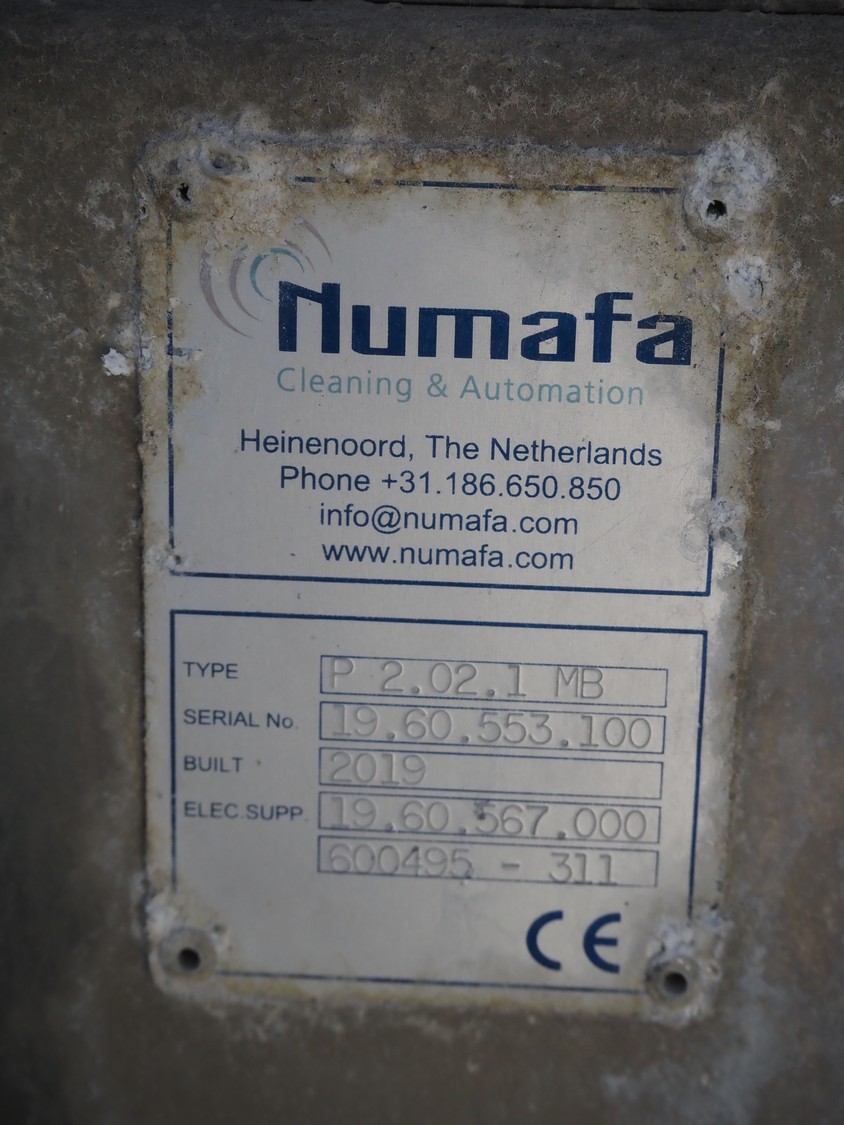 Numafa
Cleaning & Automation
Heinenoord, The Netherlands
Phone +31.186.650.850
info@numafa.com
www.numafa.com
TYPE P 2.02.1 MB
SERIAL No. 19.60.553.100
BUILT 2019
ELEC.SUPP. 19.60.567.000
600495 - 311
CE